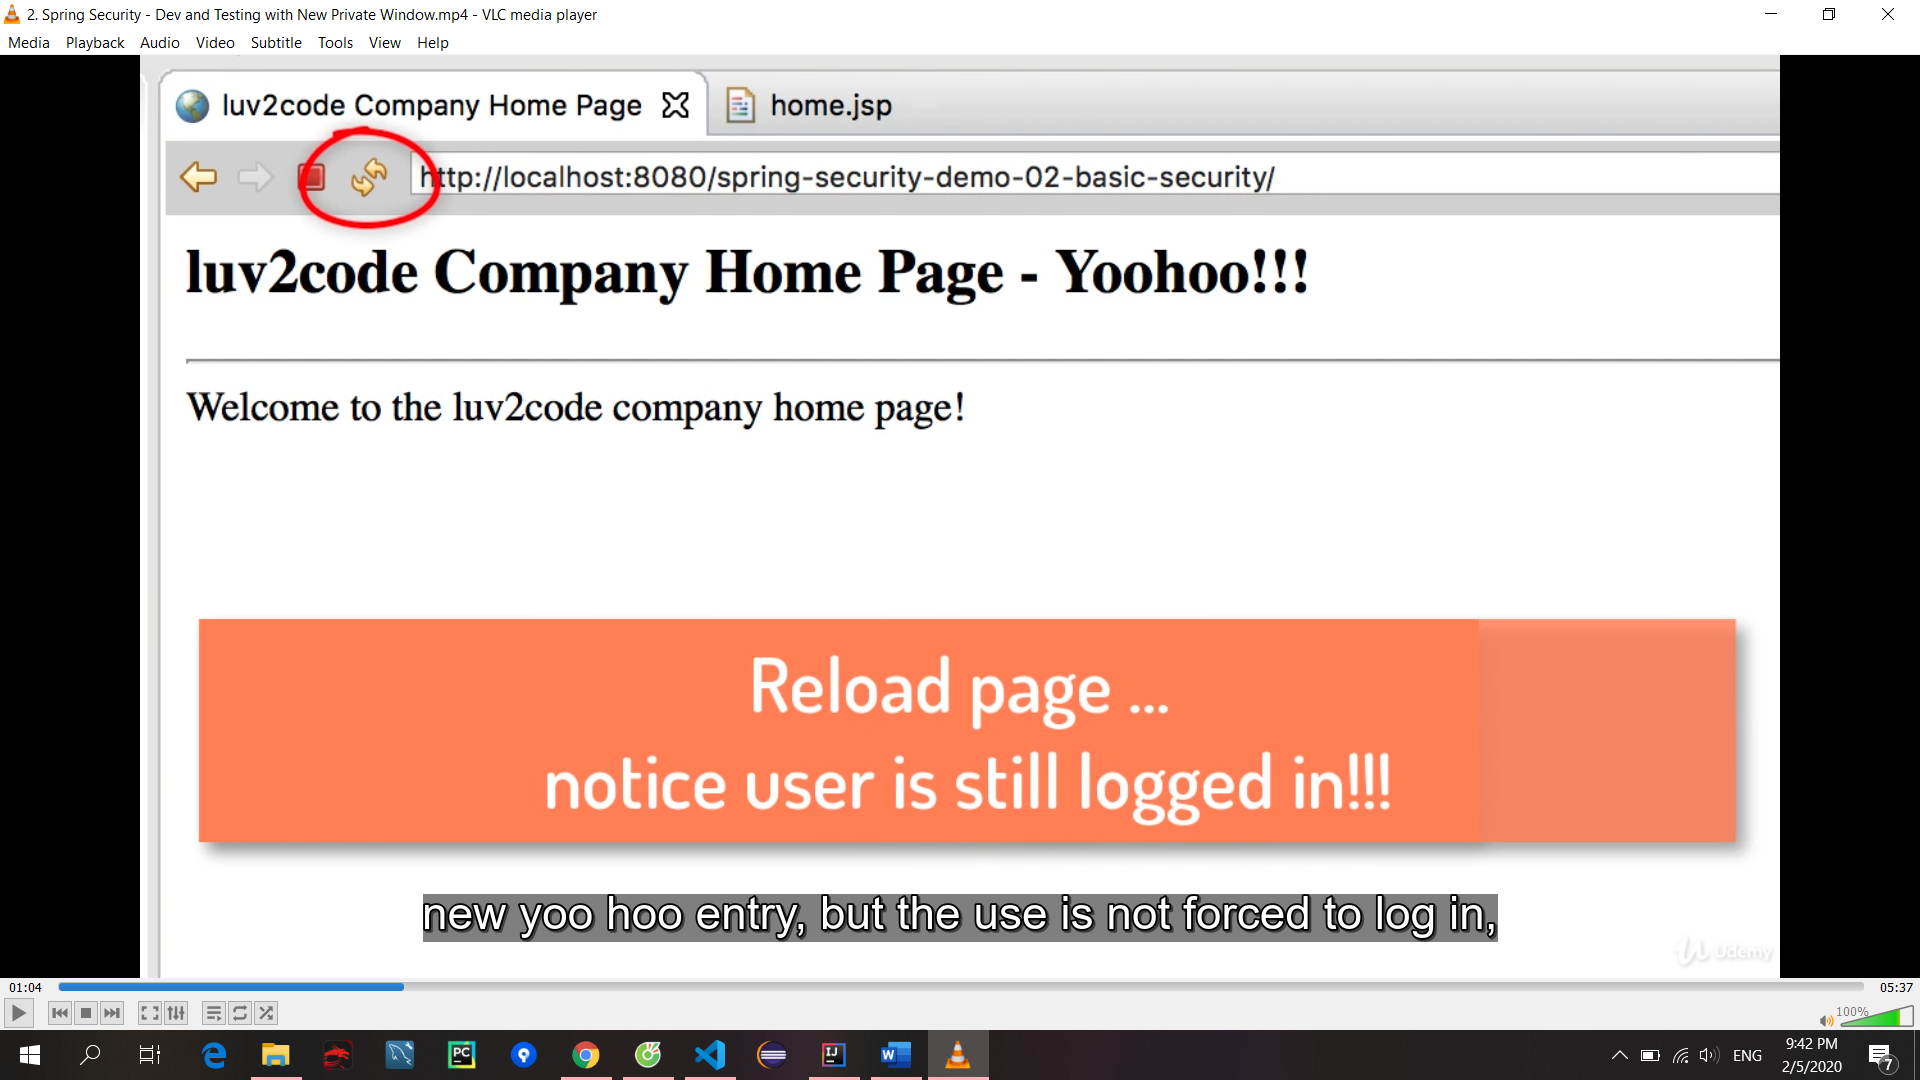 2. Spring Security - Dev and Testing with New Private Window.mp4 - VLC media player
Media Playback Audio Video Subtitle Tools View Help
luv2code Company Home Page home.jsp
http://localhost:8080/spring-security-demo-02-basic-security/
luv2code Company Home Page - Yoohoo!!!
Welcome to the luv2code company home page!
Reload page ...
notice user is still logged in!!!
new yoo hoo entry, but the use is not forced to log in,
Udemy
01:04 05:37
100%
PC IJ W ENG 9:42 PM
2/5/2020 7